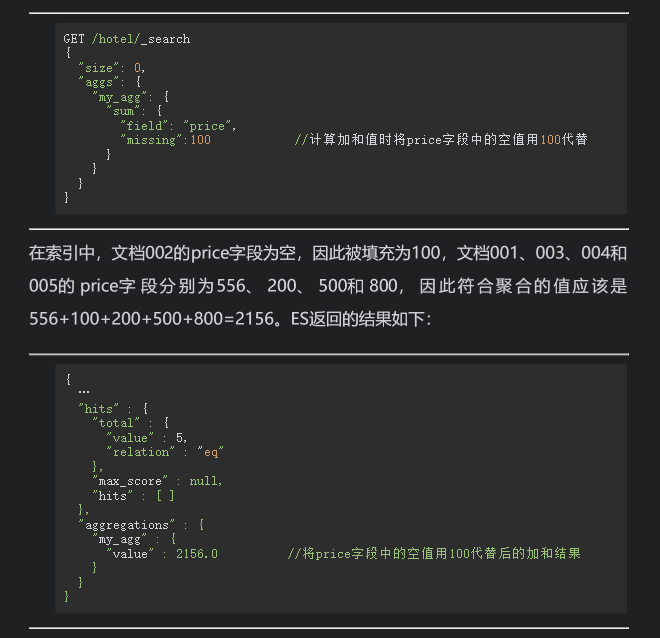 GET /hotel/_search
{
  "size": 0,
  "aggs": {
    "my_agg": {
      "sum": {
        "field": "price",
        "missing":100            //计算加和值时将price字段中的空值用100代替
      }
    }
  }
}
在索引中，文档002的price字段为空，因此被填充为100，文档001、003、004和
005的 price字 段分别为556、 200、 500和 800， 因此符合聚合的值应该是
556+100+200+500+800=2156。ES返回的结果如下：
{
  …
  "hits" : {
    "total" : {
      "value" : 5,
      "relation" : "eq"
    },
    "max_score" : null,
    "hits" : [ ]
  },
  "aggregations" : {
    "my_agg" : {
      "value" : 2156.0          //将price字段中的空值用100代替后的加和结果
    }
  }
}